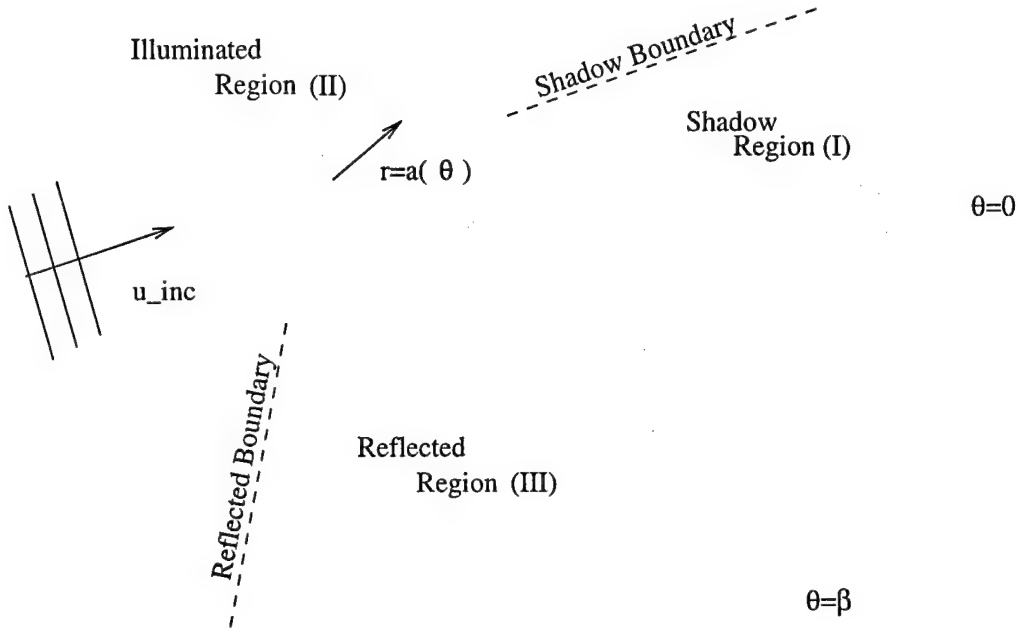 Illuminated
Region (II)
Shadow Boundary
Shadow
Region (I)
r=a( θ )
θ=0
u_inc
Reflected Boundary
Reflected
Region (III)
θ=β